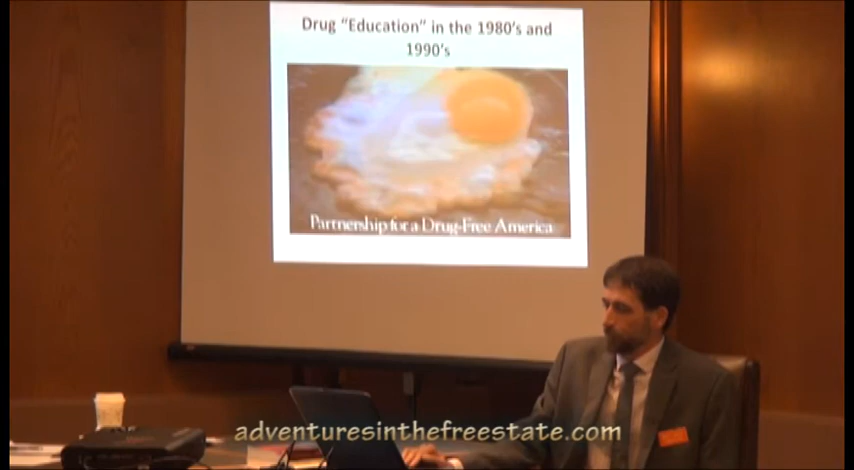 Drug “Education” in the 1980’s and
1990’s
Partnership for a Drug-Free America
adventuresinthefreestate.com